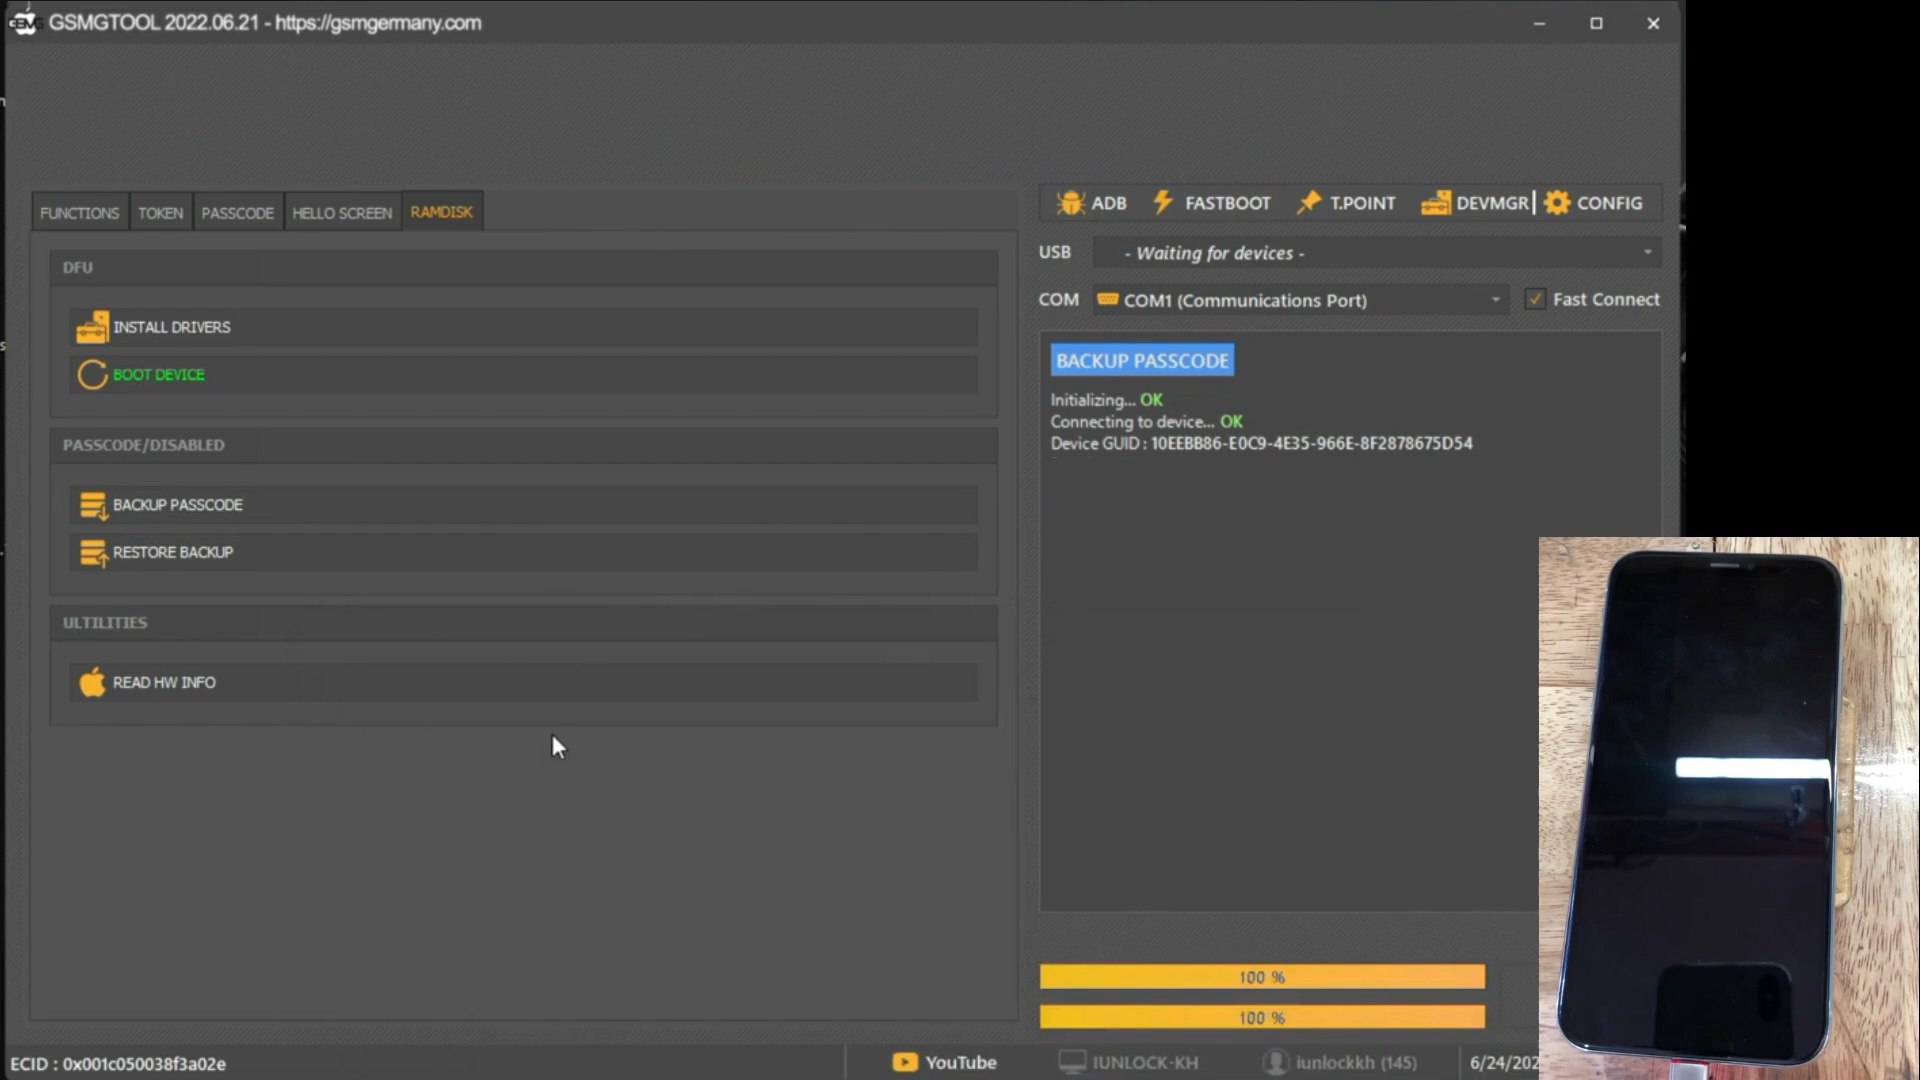 GSMGTOOL 2022.06.21 - https://gsmgermany.com
FUNCTIONS TOKEN PASSCODE HELLO SCREEN RAMDISK
DFU
INSTALL DRIVERS
BOOT DEVICE
PASSCODE/DISABLED
BACKUP PASSCODE
RESTORE BACKUP
ULTILITIES
READ HW INFO
ADB FASTBOOT T.POINT DEVMGR CONFIG
USB - Waiting for devices -
COM COM1 (Communications Port) Fast Connect
BACKUP PASSCODE
Initializing... OK
Connecting to device... OK
Device GUID : 10EEBB86-E0C9-4E35-966E-8F2878675D54
100 %
100 %
ECID : 0x001c050038f3a02e YouTube IUNLOCK-KH iunlockkh (145) 6/24/202